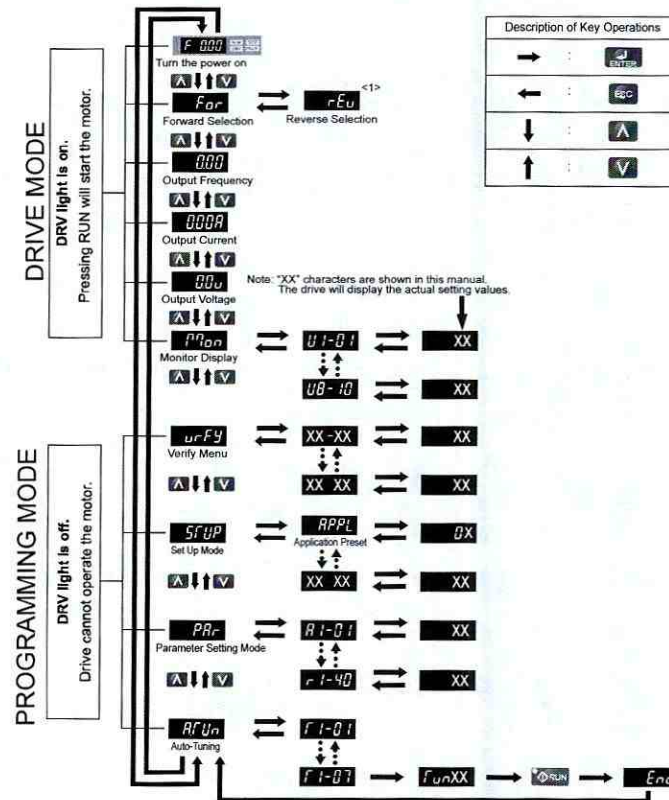 F 0.00
Turn the power on
Λ V
For
<1>
rEu
Forward Selection
Reverse Selection
Λ V
0.00
Output Frequency
Λ V
0.00A
Output Current
Λ V
0.0u
Output Voltage
Λ V
Mon
U1-01
XX
Monitor Display
Λ V
U8-10
XX
Note: "XX" characters are shown in this manual.
The drive will display the actual setting values.
DRIVE MODE
DRV light is on.
Pressing RUN will start the motor.
Description of Key Operations
→ : ENTER
← : ESC
↓ : Λ
↑ : V
urFy
XX-XX
XX
Verify Menu
Λ V
XX XX
XX
STUP
APPL
0X
Set Up Mode
Application Preset
Λ V
XX XX
XX
PAr
A1-01
XX
Parameter Setting Mode
Λ V
r1-40
XX
ATUn
T1-01
Auto-Tuning
T1-07
TunXX
RUN
End
PROGRAMMING MODE
DRV light is off.
Drive cannot operate the motor.